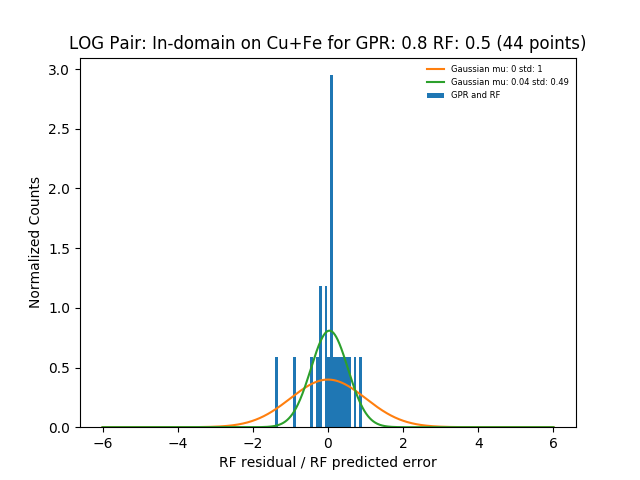 LOG Pair: In-domain on Cu+Fe for GPR: 0.8 RF: 0.5 (44 points)
Gaussian mu: 0 std: 1
Gaussian mu: 0.04 std: 0.49
GPR and RF
Normalized Counts
3.0
2.5
2.0
1.5
1.0
0.5
0.0
−6 −4 −2 0 2 4 6
RF residual / RF predicted error